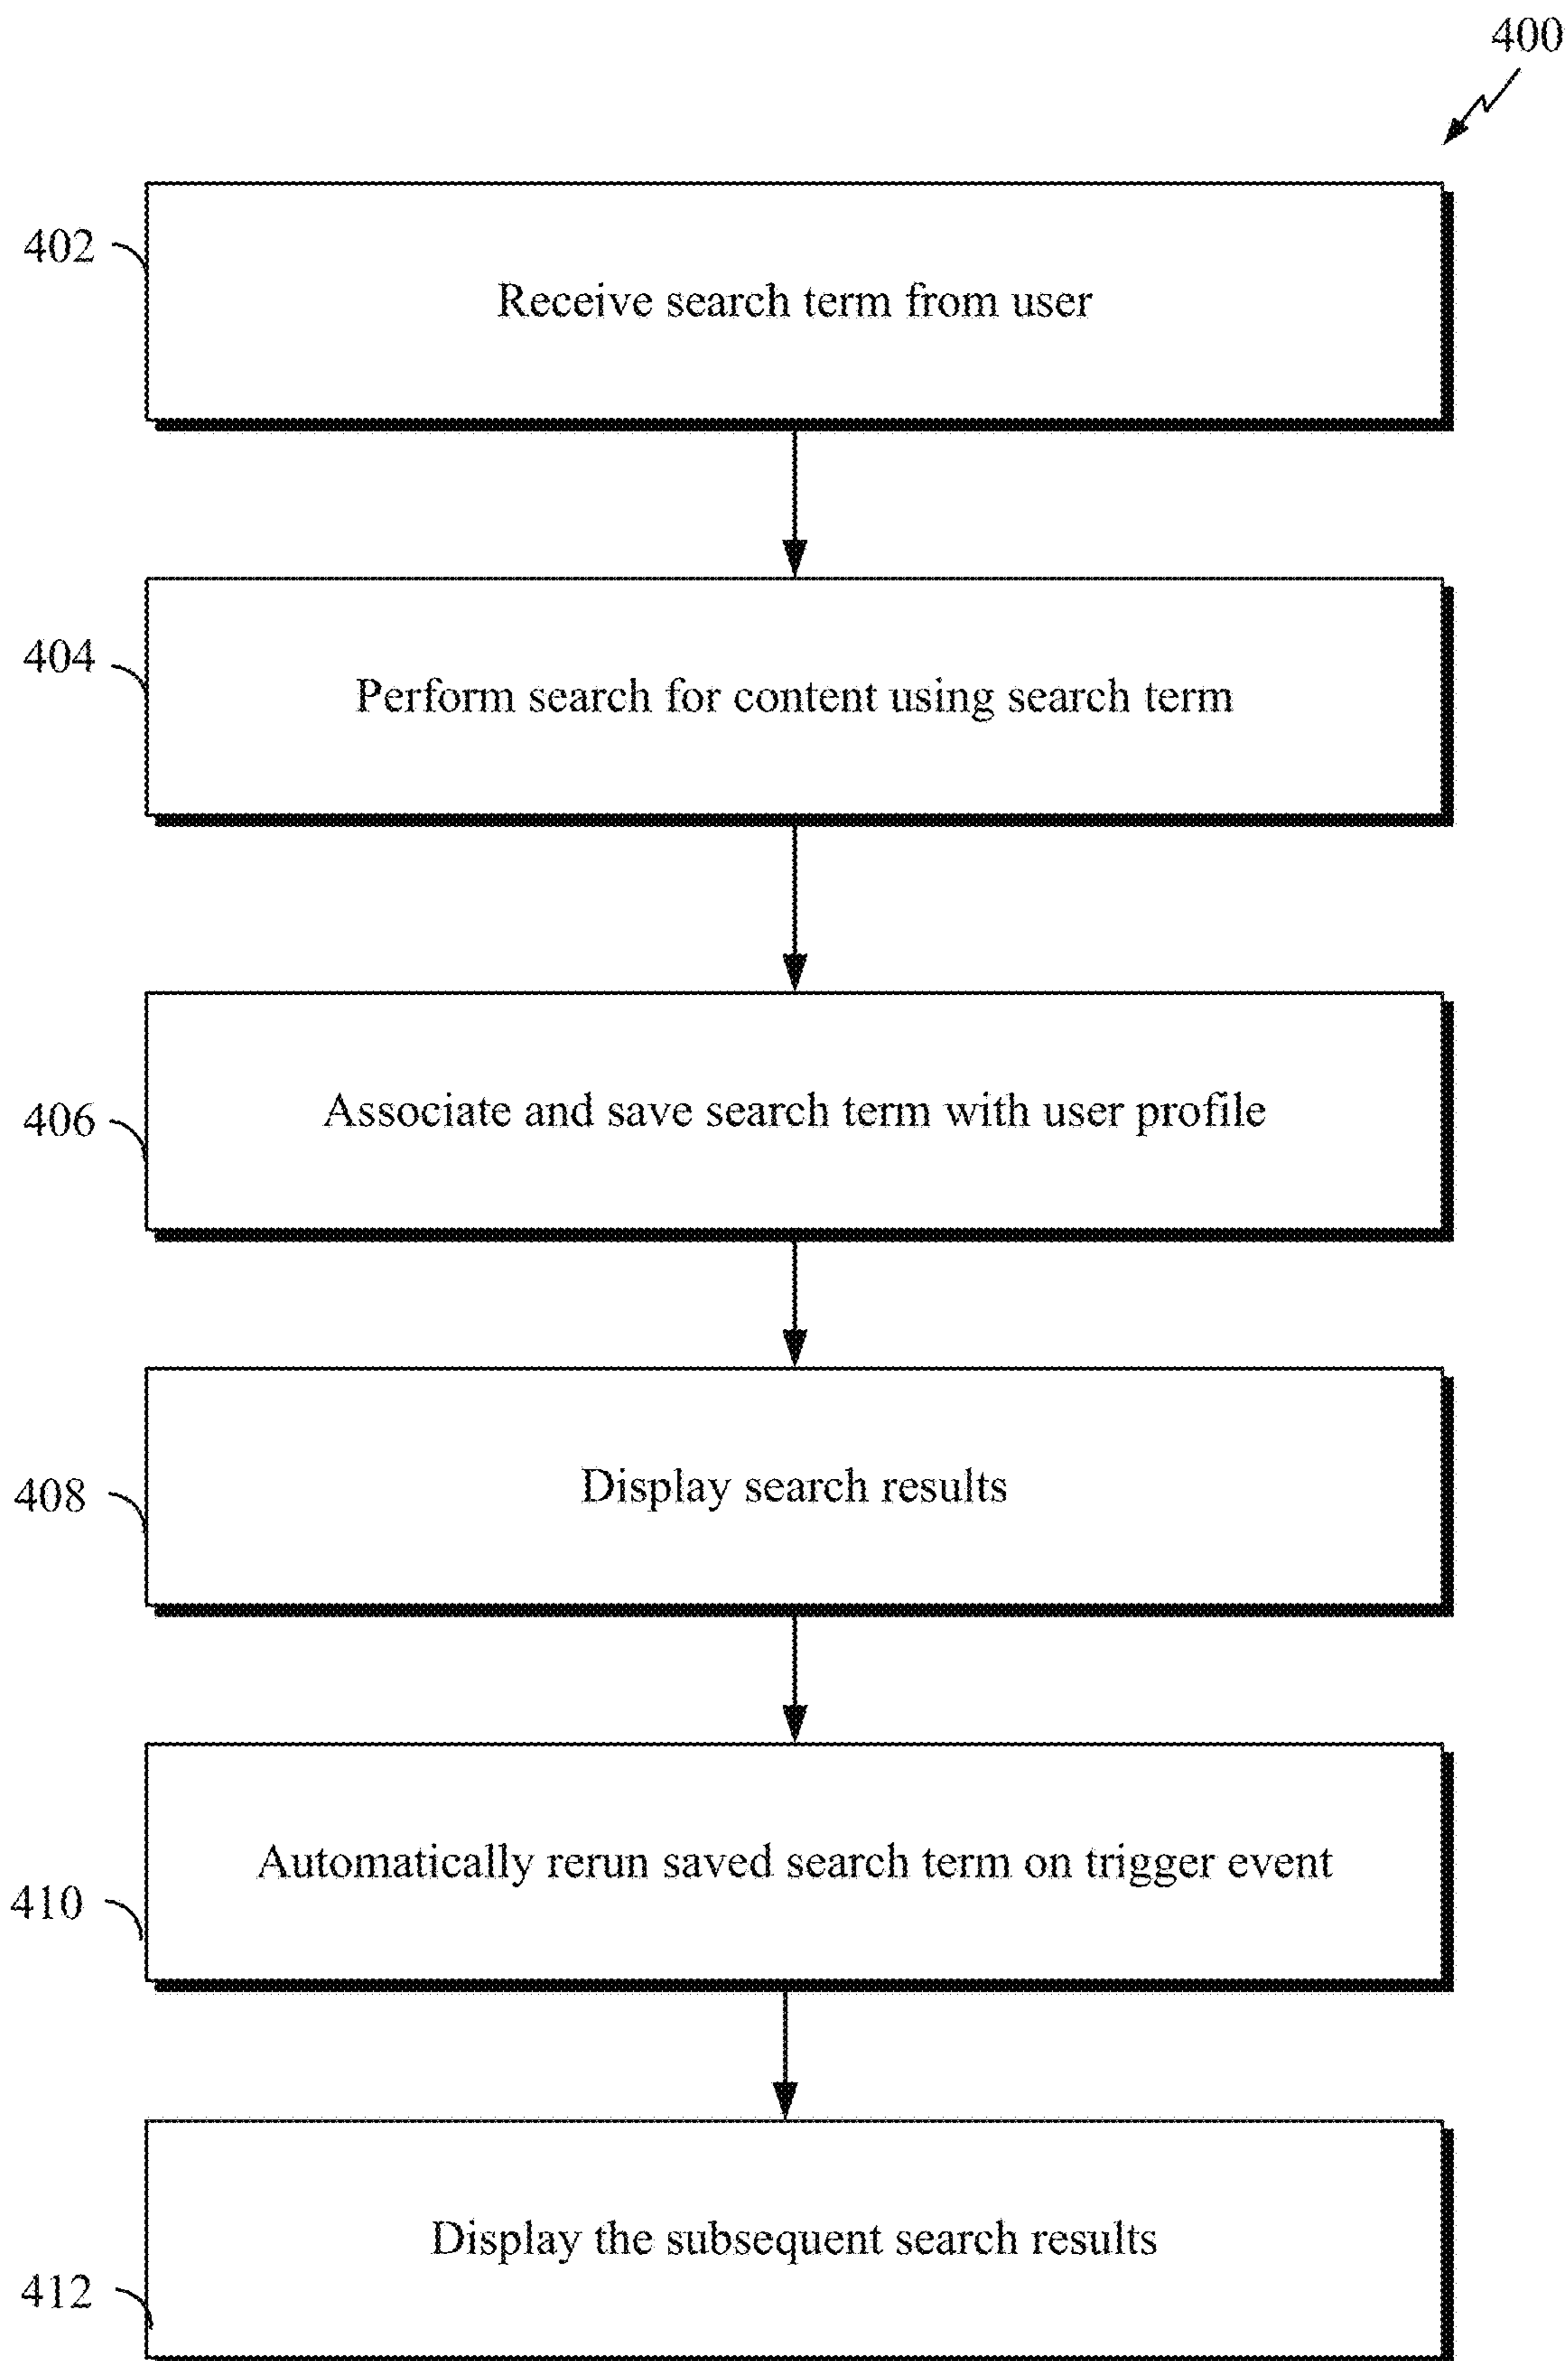 400
402
Receive search term from user
404
Perform search for content using search term
406
Associate and save search term with user profile
408
Display search results
410
Automatically rerun saved search term on trigger event
412
Display the subsequent search results